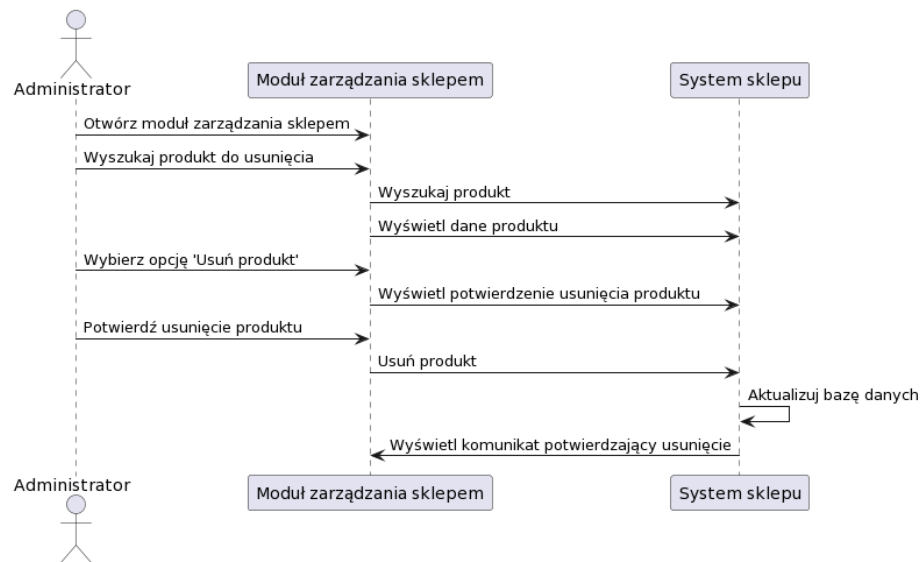 Administrator
Moduł zarządzania sklepem
System sklepu
Otwórz moduł zarządzania sklepem
Wyszukaj produkt do usunięcia
Wyszukaj produkt
Wyświetl dane produktu
Wybierz opcję 'Usuń produkt'
Wyświetl potwierdzenie usunięcia produktu
Potwierdź usunięcie produktu
Usuń produkt
Aktualizuj bazę danych
Wyświetl komunikat potwierdzający usunięcie
Administrator
Moduł zarządzania sklepem
System sklepu